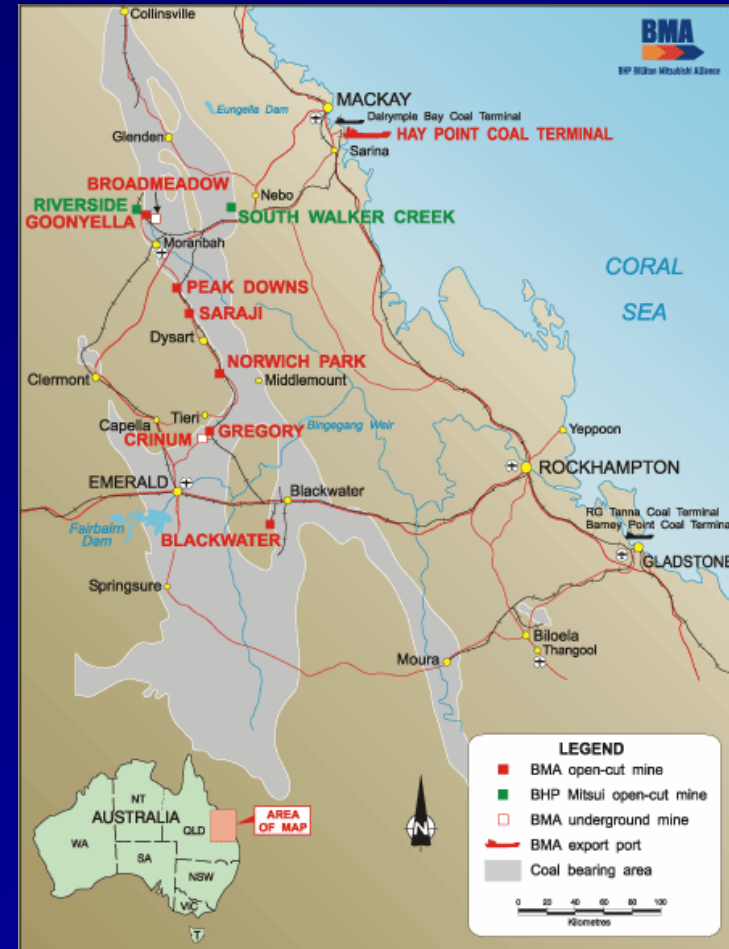 Collinsville
BMA
BHP Billiton Mitsubishi Alliance
Eungella Dam
MACKAY
Dalrymple Bay Coal Terminal
HAY POINT COAL TERMINAL
Glenden
Sarina
BROADMEADOW
Nebo
RIVERSIDE
GOONYELLA
SOUTH WALKER CREEK
Moranbah
CORAL
SEA
PEAK DOWNS
SARAJI
Dysart
NORWICH PARK
Clermont
Middlemount
Capella
Tieri
Bingegang Weir
GREGORY
CRINUM
Yeppoon
ROCKHAMPTON
EMERALD
Blackwater
RG Tanna Coal Terminal
Barney Point Coal Terminal
Fairbairn
Dam
BLACKWATER
GLADSTONE
Springsure
Biloela
Thangool
Moura
LEGEND
BMA open-cut mine
BHP Mitsui open-cut mine
BMA underground mine
BMA export port
Coal bearing area
0 20 40 60 80 100
Kilometres
N
AUSTRALIA
NT
QLD
WA
SA
NSW
VIC
T
AREA
OF MAP